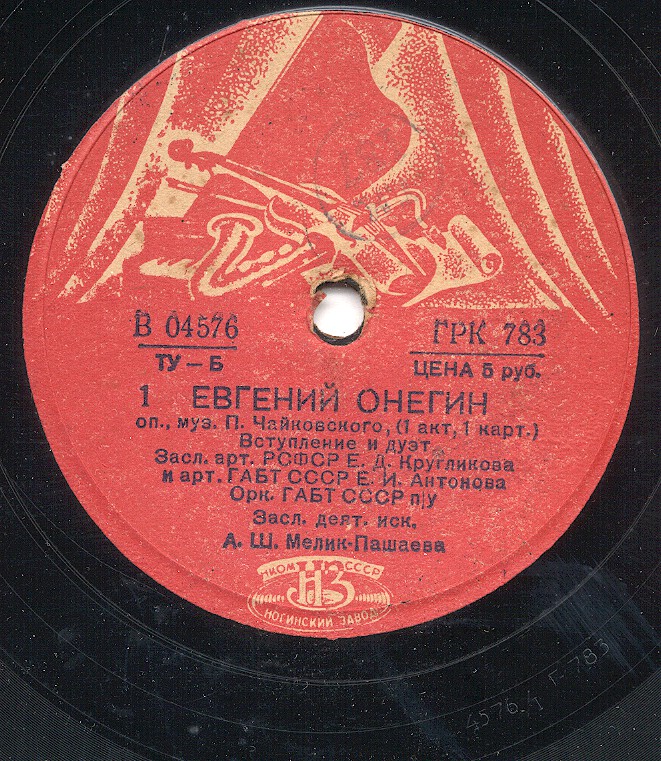 В 04576 ГРК 783
ТУ-Б ЦЕНА 5 руб.
1 ЕВГЕНИЙ ОНЕГИН
оп., муз. П. Чайковского, (1 акт, 1 карт.)
Вступление и дуэт
Засл. арт. РСФСР Е. Д. Кругликова
и арт. ГАБТ СССР Е. И. Антонова
Орк. ГАБТ СССР п/у
Засл. деят. иск.
А. Ш. Мелик-Пашаева
НКОМ СССР
НЗ
НОГИНСКИЙ ЗАВОД